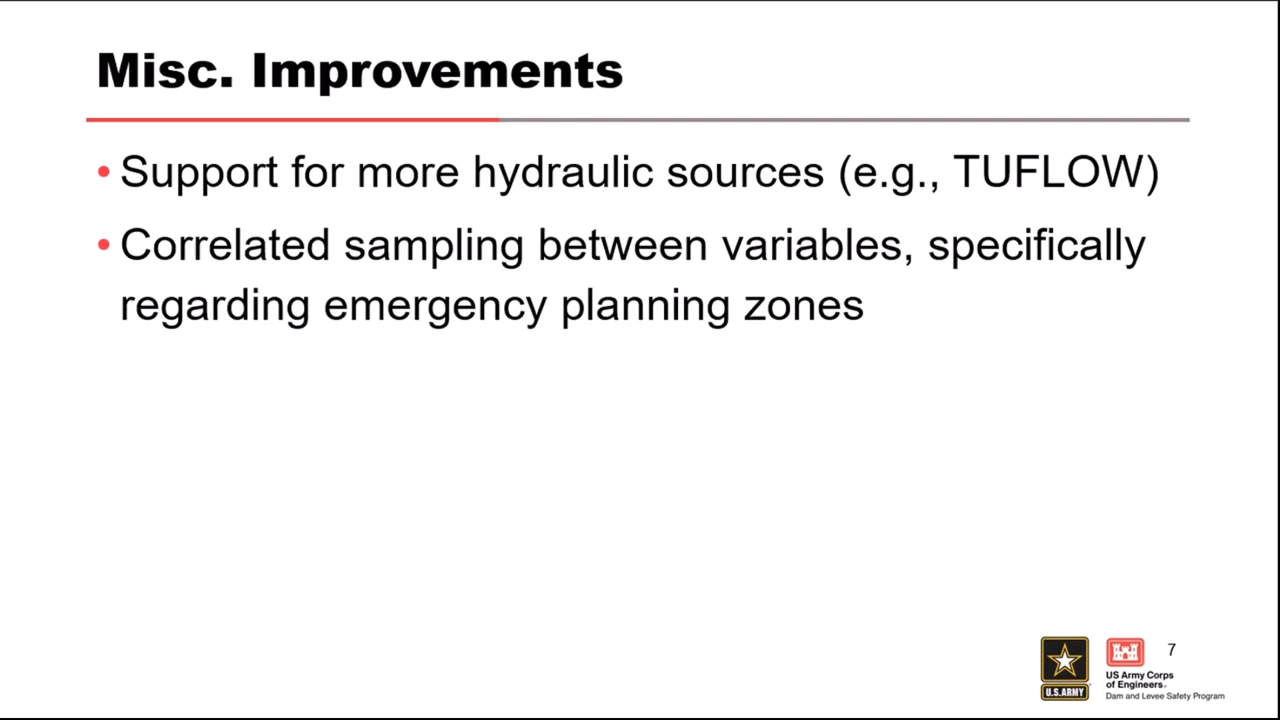 Misc. Improvements
• Support for more hydraulic sources (e.g., TUFLOW)
• Correlated sampling between variables, specifically
regarding emergency planning zones
7
U.S.ARMY
US Army Corps
of Engineers®
Dam and Levee Safety Program